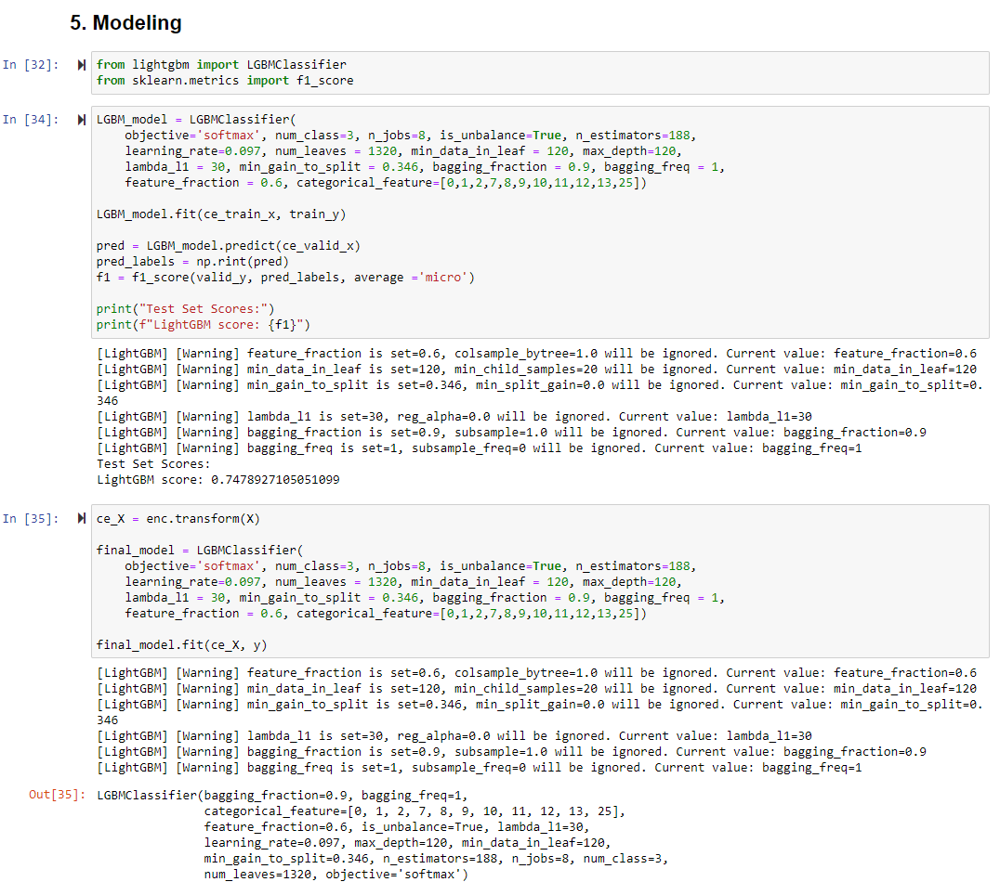 5. Modeling
In [32]:
from lightgbm import LGBMClassifier
from sklearn.metrics import f1_score
In [34]:
LGBM_model = LGBMClassifier(
    objective='softmax', num_class=3, n_jobs=8, is_unbalance=True, n_estimators=188,
    learning_rate=0.097, num_leaves = 1320, min_data_in_leaf = 120, max_depth=120,
    lambda_l1 = 30, min_gain_to_split = 0.346, bagging_fraction = 0.9, bagging_freq = 1,
    feature_fraction = 0.6, categorical_feature=[0,1,2,7,8,9,10,11,12,13,25])
LGBM_model.fit(ce_train_x, train_y)
pred = LGBM_model.predict(ce_valid_x)
pred_labels = np.rint(pred)
f1 = f1_score(valid_y, pred_labels, average ='micro')
print("Test Set Scores:")
print(f"LightGBM score: {f1}")
[LightGBM] [Warning] feature_fraction is set=0.6, colsample_bytree=1.0 will be ignored. Current value: feature_fraction=0.6
[LightGBM] [Warning] min_data_in_leaf is set=120, min_child_samples=20 will be ignored. Current value: min_data_in_leaf=120
[LightGBM] [Warning] min_gain_to_split is set=0.346, min_split_gain=0.0 will be ignored. Current value: min_gain_to_split=0.
346
[LightGBM] [Warning] lambda_l1 is set=30, reg_alpha=0.0 will be ignored. Current value: lambda_l1=30
[LightGBM] [Warning] bagging_fraction is set=0.9, subsample=1.0 will be ignored. Current value: bagging_fraction=0.9
[LightGBM] [Warning] bagging_freq is set=1, subsample_freq=0 will be ignored. Current value: bagging_freq=1
Test Set Scores:
LightGBM score: 0.7478927105051099
In [35]:
ce_X = enc.transform(X)
final_model = LGBMClassifier(
    objective='softmax', num_class=3, n_jobs=8, is_unbalance=True, n_estimators=188,
    learning_rate=0.097, num_leaves = 1320, min_data_in_leaf = 120, max_depth=120,
    lambda_l1 = 30, min_gain_to_split = 0.346, bagging_fraction = 0.9, bagging_freq = 1,
    feature_fraction = 0.6, categorical_feature=[0,1,2,7,8,9,10,11,12,13,25])
final_model.fit(ce_X, y)
[LightGBM] [Warning] feature_fraction is set=0.6, colsample_bytree=1.0 will be ignored. Current value: feature_fraction=0.6
[LightGBM] [Warning] min_data_in_leaf is set=120, min_child_samples=20 will be ignored. Current value: min_data_in_leaf=120
[LightGBM] [Warning] min_gain_to_split is set=0.346, min_split_gain=0.0 will be ignored. Current value: min_gain_to_split=0.
346
[LightGBM] [Warning] lambda_l1 is set=30, reg_alpha=0.0 will be ignored. Current value: lambda_l1=30
[LightGBM] [Warning] bagging_fraction is set=0.9, subsample=1.0 will be ignored. Current value: bagging_fraction=0.9
[LightGBM] [Warning] bagging_freq is set=1, subsample_freq=0 will be ignored. Current value: bagging_freq=1
Out[35]: LGBMClassifier(bagging_fraction=0.9, bagging_freq=1,
               categorical_feature=[0, 1, 2, 7, 8, 9, 10, 11, 12, 13, 25],
               feature_fraction=0.6, is_unbalance=True, lambda_l1=30,
               learning_rate=0.097, max_depth=120, min_data_in_leaf=120,
               min_gain_to_split=0.346, n_estimators=188, n_jobs=8, num_class=3,
               num_leaves=1320, objective='softmax')